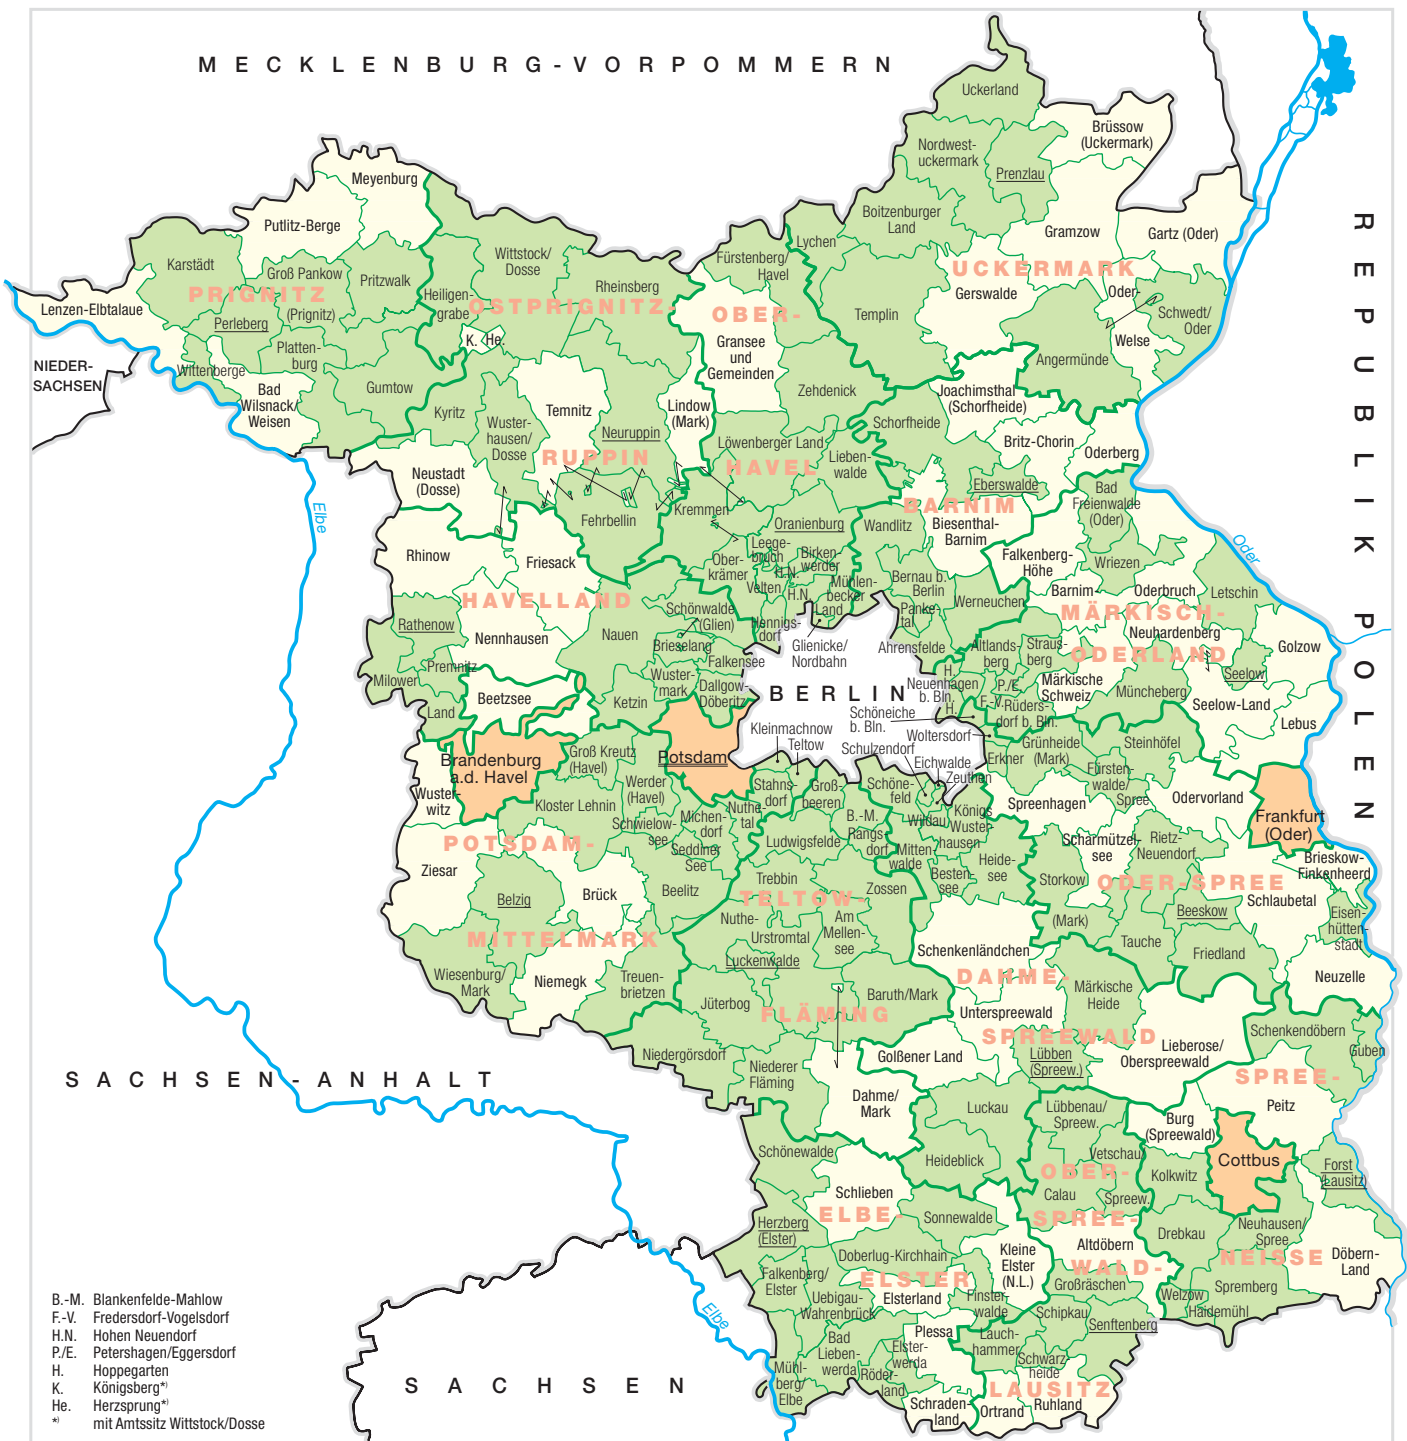 MECKLENBURG-VORPOMMERN
REPUBLIK POLEN
NIEDER-
SACHSEN
SACHSEN-ANHALT
SACHSEN
BERLIN
Elbe
Elbe
Oder
PRIGNITZ
Meyenburg
Putlitz-Berge
Karstädt
Groß Pankow
(Prignitz)
Pritzwalk
Lenzen-Elbtalaue
Perleberg
Platten-
burg
Wittenberge
Bad
Wilsnack/
Weisen
Gumtow
OSTPRIGNITZ-
RUPPIN
Wittstock/
Dosse
Heiligen-
grabe
Rheinsberg
K.
He.
Kyritz
Wuster-
hausen/
Dosse
Temnitz
Neuruppin
Lindow
(Mark)
Neustadt
(Dosse)
Fehrbellin
OBER-
HAVEL
Fürstenberg/
Havel
Gransee
und
Gemeinden
Zehdenick
Löwenberger Land
Lieben-
walde
Kremmen
Oranienburg
Leege-
bruch
Ober-
krämer
Velten
H.N.
H.N.
Birken-
werder
Mühlen-
becker
Land
Hennigs-
dorf
Glienicke/
Nordbahn
UCKERMARK
Uckerland
Brüssow
(Uckermark)
Nordwest-
uckermark
Prenzlau
Boitzenburger
Land
Lychen
Gramzow
Gartz (Oder)
Templin
Gerswalde
Oder-
Welse
Schwedt/
Oder
Angermünde
BARNIM
Joachimsthal
(Schorfheide)
Schorfheide
Britz-Chorin
Oderberg
Eberswalde
Wandlitz
Biesenthal-
Barnim
Bernau b.
Berlin
Panke-
tal
Werneuchen
Ahrensfelde
MÄRKISCH-
ODERLAND
Bad
Freienwalde
(Oder)
Falkenberg-
Höhe
Wriezen
Barnim-
Oderbruch
Letschin
Neuhardenberg
Golzow
Altlands-
berg
Straus-
berg
Seelow
Märkische
Schweiz
Müncheberg
Seelow-Land
Lebus
H.
Neuenhagen
b. Bln.
H.
P./E.
F.-V.
Rüders-
dorf b. Bln.
HAVELLAND
Rhinow
Friesack
Rathenow
Nennhausen
Nauen
Schönwalde
(Glien)
Brieselang
Falkensee
Wuster-
mark
Dallgow-
Döberitz
Premnitz
Milower
Land
Ketzin
POTSDAM-
MITTELMARK
Beetzsee
Brandenburg
a.d. Havel
Wuster-
witz
Groß Kreutz
(Havel)
Potsdam
Werder
(Havel)
Kloster Lehnin
Schwielow-
see
Michen-
dorf
Nuthe-
tal
Seddiner
See
Stahns-
dorf
Kleinmachnow
Teltow
Ziesar
Belzig
Brück
Beelitz
Wiesenburg/
Mark
Niemegk
Treuen-
brietzen
TELTOW-
FLÄMING
Groß-
beeren
Ludwigsfelde
B.-M.
Rangs-
dorf
Trebbin
Zossen
Nuthe-
Urstromtal
Am
Mellen-
see
Luckenwalde
Jüterbog
Baruth/Mark
Niedergörsdorf
Niederer
Fläming
Dahme/
Mark
DAHME-
SPREEWALD
Schöne-
feld
Schulzendorf
Eichwalde
Zeuthen
Wildau
Königs
Wuster-
hausen
Mitten-
walde
Besten-
see
Heide-
see
Schenkenländchen
Märkische
Heide
Unterspreewald
Golßener Land
Lübben
(Spreew.)
Lieberose/
Oberspreewald
Luckau
Heideblick
ODER-SPREE
Schöneiche
b. Bln.
Woltersdorf
Erkner
Grünheide
(Mark)
Steinhöfel
Fürsten-
walde/
Spree
Spreenhagen
Odervorland
Frankfurt
(Oder)
Scharmützel-
see
Rietz-
Neuendorf
Brieskow-
Finkenheerd
Storkow
(Mark)
Beeskow
Schlaubetal
Eisen-
hütten-
stadt
Tauche
Friedland
Neuzelle
SPREE-
NEISSE
Schenkendöbern
Guben
Peitz
Burg
(Spreewald)
Cottbus
Kolkwitz
Forst
(Lausitz)
Drebkau
Neuhausen/
Spree
Döbern-
Land
Welzow
Spremberg
Haidemühl
OBER-
SPREE-
WALD-
LAUSITZ
Lübbenau/
Spreew.
Vetschau/
Spreew.
Calau
Altdöbern
Großräschen
Schipkau
Senftenberg
Lauch-
hammer
Schwarz-
heide
Ortrand
Ruhland
ELBE-
ELSTER
Schönewalde
Schlieben
Herzberg
(Elster)
Sonnewalde
Doberlug-Kirchhain
Kleine
Elster
(N.L.)
Falkenberg/
Elster
Uebigau-
Wahrenbrück
Elsterland
Finster-
walde
Bad
Lieben-
werda
Plessa
Elster-
werda
Mühl-
berg/
Elbe
Röder-
land
Schraden-
land
B.-M. Blankenfelde-Mahlow
F.-V. Fredersdorf-Vogelsdorf
H.N. Hohen Neuendorf
P./E. Petershagen/Eggersdorf
H. Hoppegarten
K. Königsberg*)
He. Herzsprung*)
*) mit Amtssitz Wittstock/Dosse